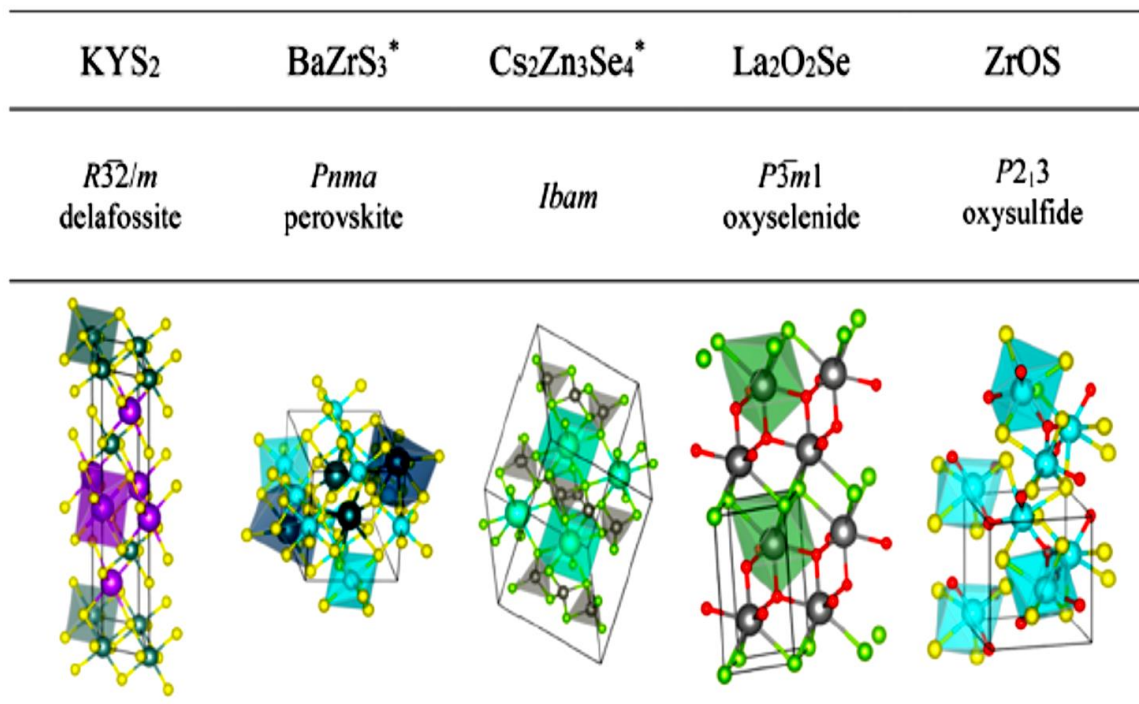 KYS₂ BaZrS₃* Cs₂Zn₃Se₄* La₂O₂Se ZrOS
R3̅2/m Pnma Ibam P3̅m1 P2₁3
delafossite perovskite oxyselenide oxysulfide